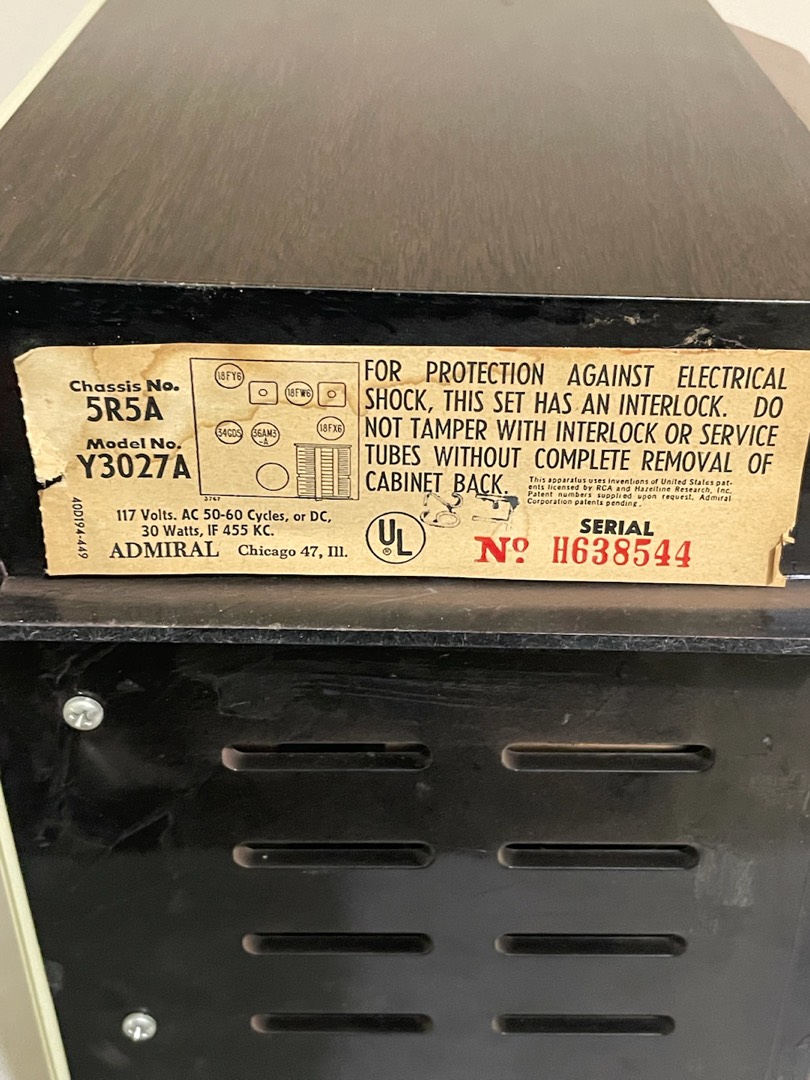 Chassis No.
5R5A
Model No.
Y3027A
18FY6
18FW6
34GD5
36AM3
-A
18FX6
3767
FOR PROTECTION AGAINST ELECTRICAL
SHOCK, THIS SET HAS AN INTERLOCK. DO
NOT TAMPER WITH INTERLOCK OR SERVICE
TUBES WITHOUT COMPLETE REMOVAL OF
CABINET BACK.
This apparatus uses inventions of United States pat-
ents licensed by RCA and Hazeltine Research, Inc.
Patent numbers supplied upon request. Admiral
Corporation patents pending.
40D194-449
117 Volts. AC 50-60 Cycles, or DC,
30 Watts, IF 455 KC.
ADMIRAL Chicago 47, Ill.
UL
®
SERIAL
Nº H638544